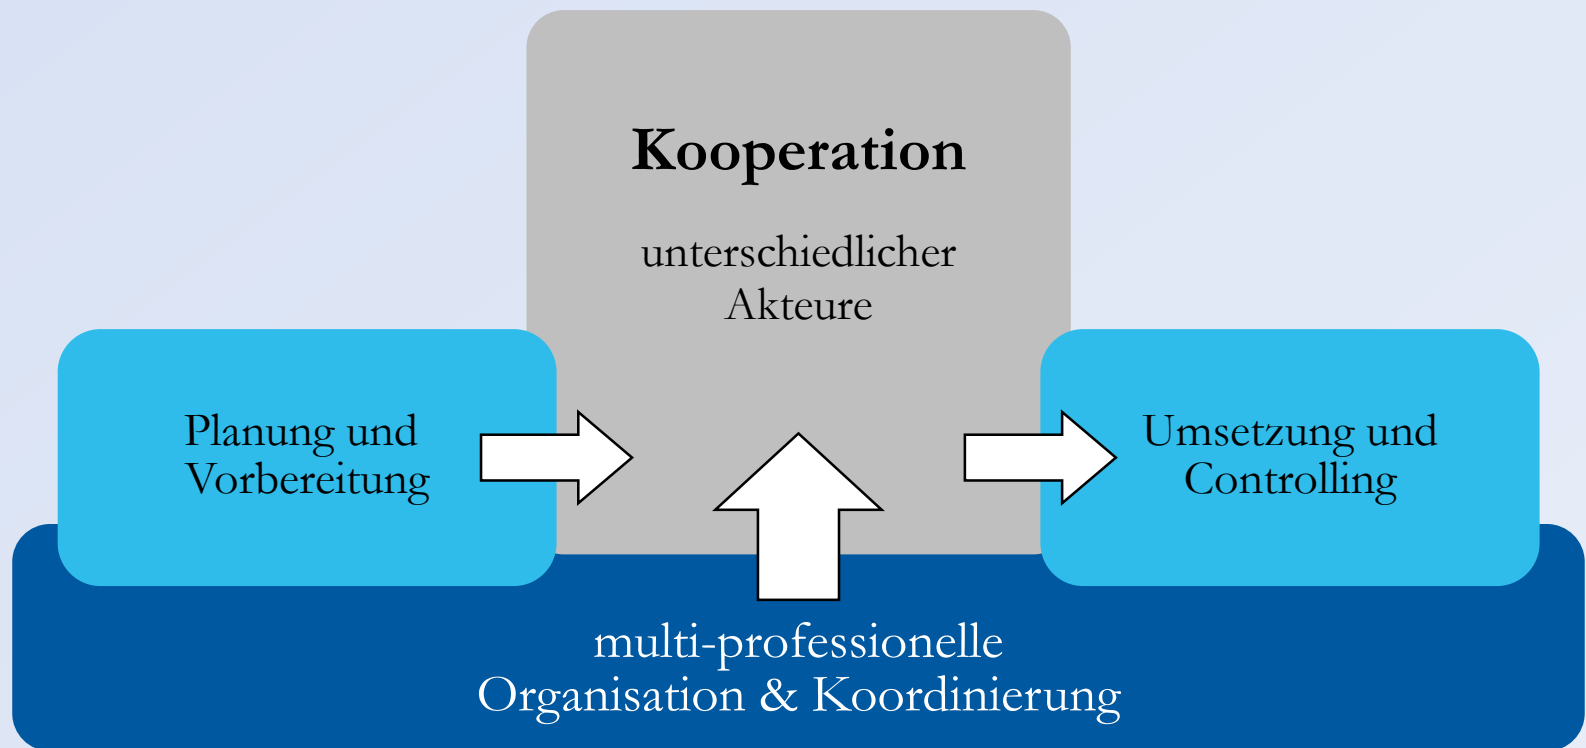 Kooperation
unterschiedlicher
Akteure
Planung und
Vorbereitung
Umsetzung und
Controlling
multi-professionelle
Organisation & Koordinierung